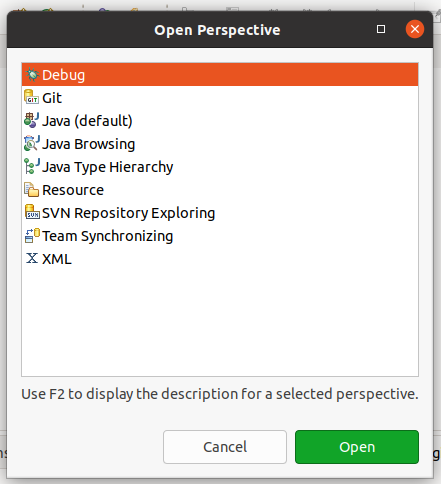 Open Perspective
Debug
Git
Java (default)
Java Browsing
Java Type Hierarchy
Resource
SVN Repository Exploring
Team Synchronizing
XML
Use F2 to display the description for a selected perspective.
Cancel
Open